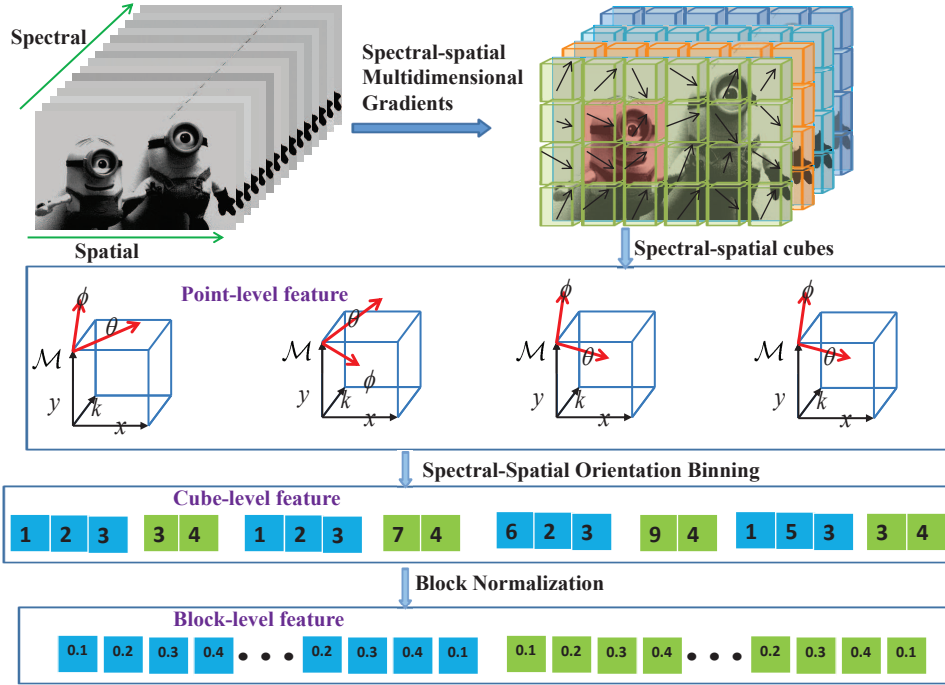 Spectral
Spatial
Spectral-spatial
Multidimensional
Gradients
Spectral-spatial cubes
Point-level feature
ϕ θ ℳ y k x
θ ℳ ϕ y k x
ϕ ℳ θ y k x
ϕ ℳ θ y k x
Spectral-Spatial Orientation Binning
Cube-level feature
1 2 3 3 4 1 2 3 7 4 6 2 3 9 4 1 5 3 3 4
Block Normalization
Block-level feature
0.1 0.2 0.3 0.4 • • • 0.2 0.3 0.4 0.1 0.1 0.2 0.3 0.4 • • • 0.2 0.3 0.4 0.1